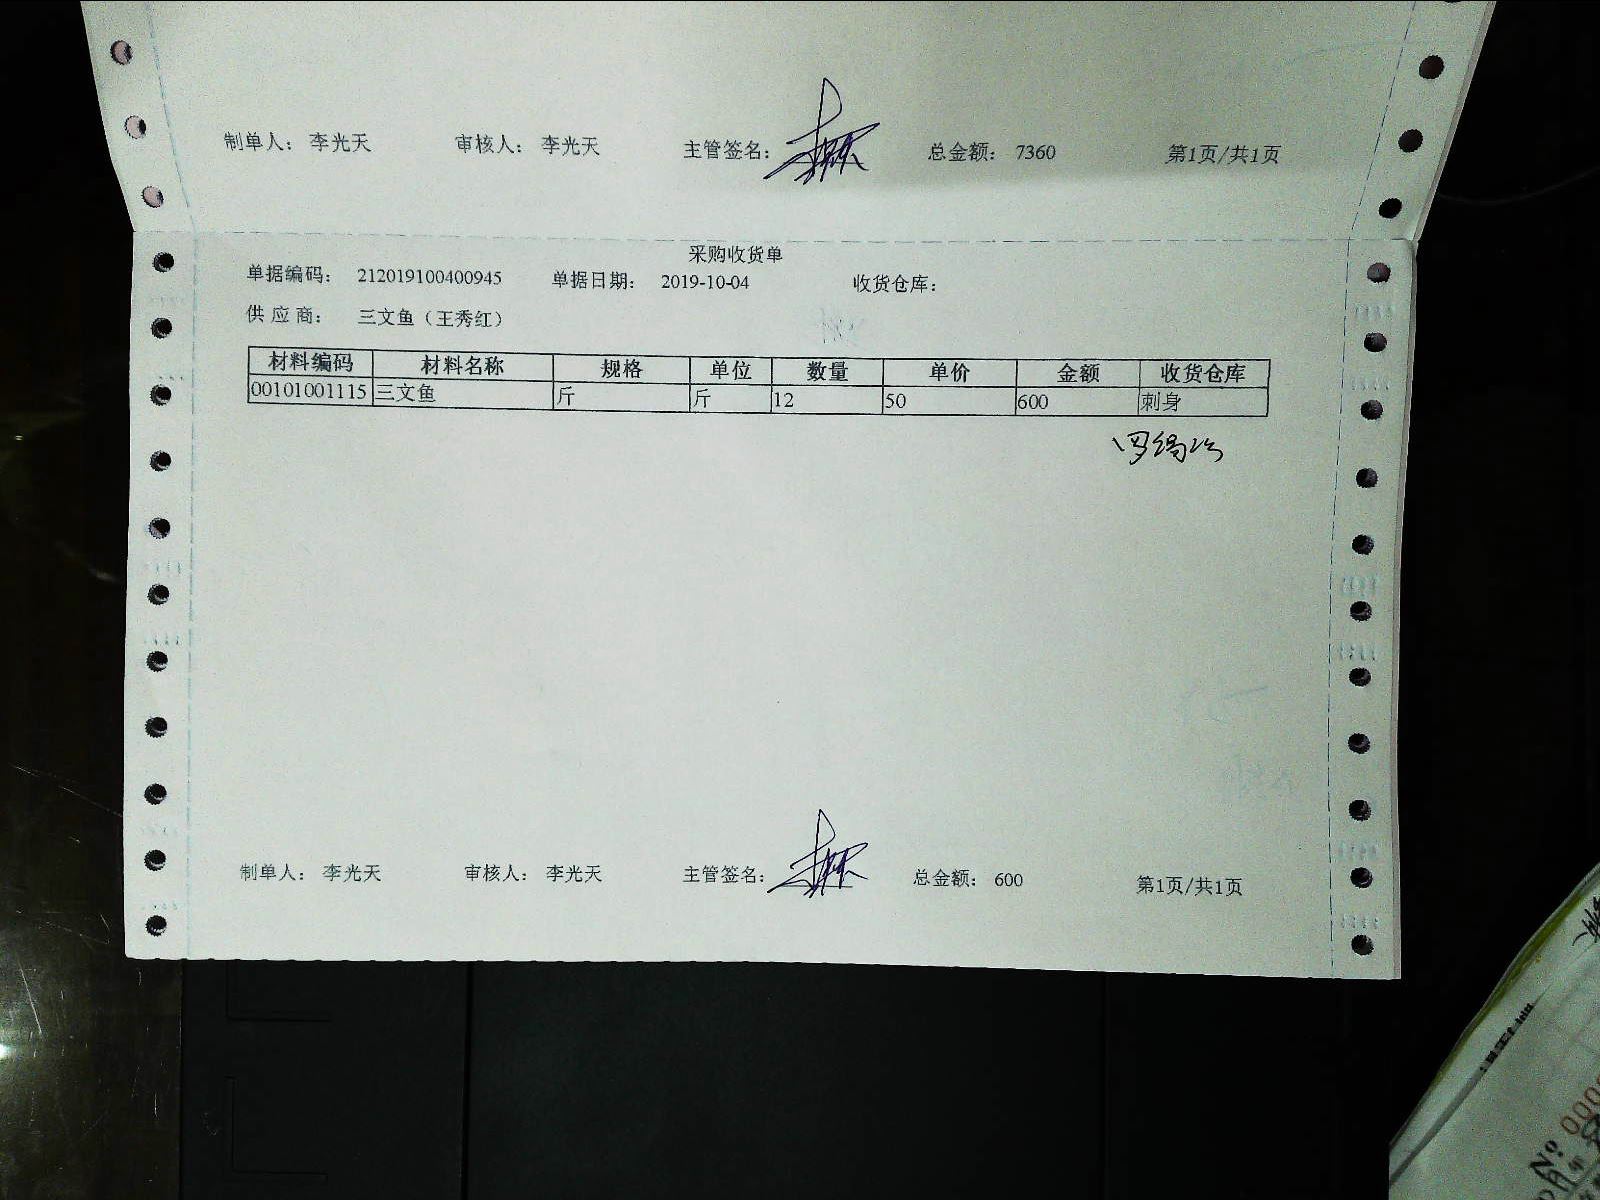 制单人： 李光天 审核人： 李光天 主管签名： 总金额： 7360 第1页/共1页
采购收货单
单据编码： 212019100400945 单据日期： 2019-10-04 收货仓库：
供应商： 三文鱼（王秀红）
材料编码 材料名称 规格 单位 数量 单价 金额 收货仓库
00101001115 三文鱼 斤 斤 12 50 600 刺身
制单人： 李光天 审核人： 李光天 主管签名： 总金额： 600 第1页/共1页